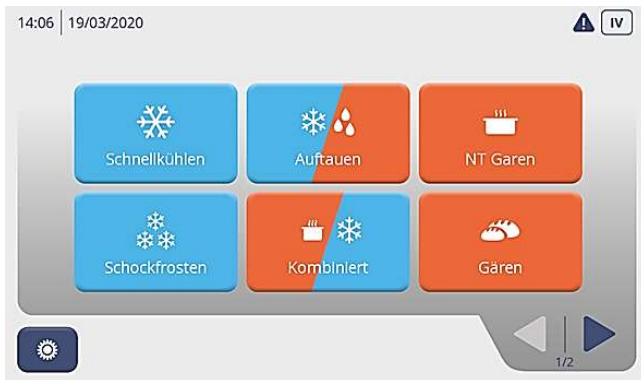 14:06 19/03/2020 IV
Schnellkühlen Auftauen NT Garen
Schockfrosten Kombiniert Gären
1/2